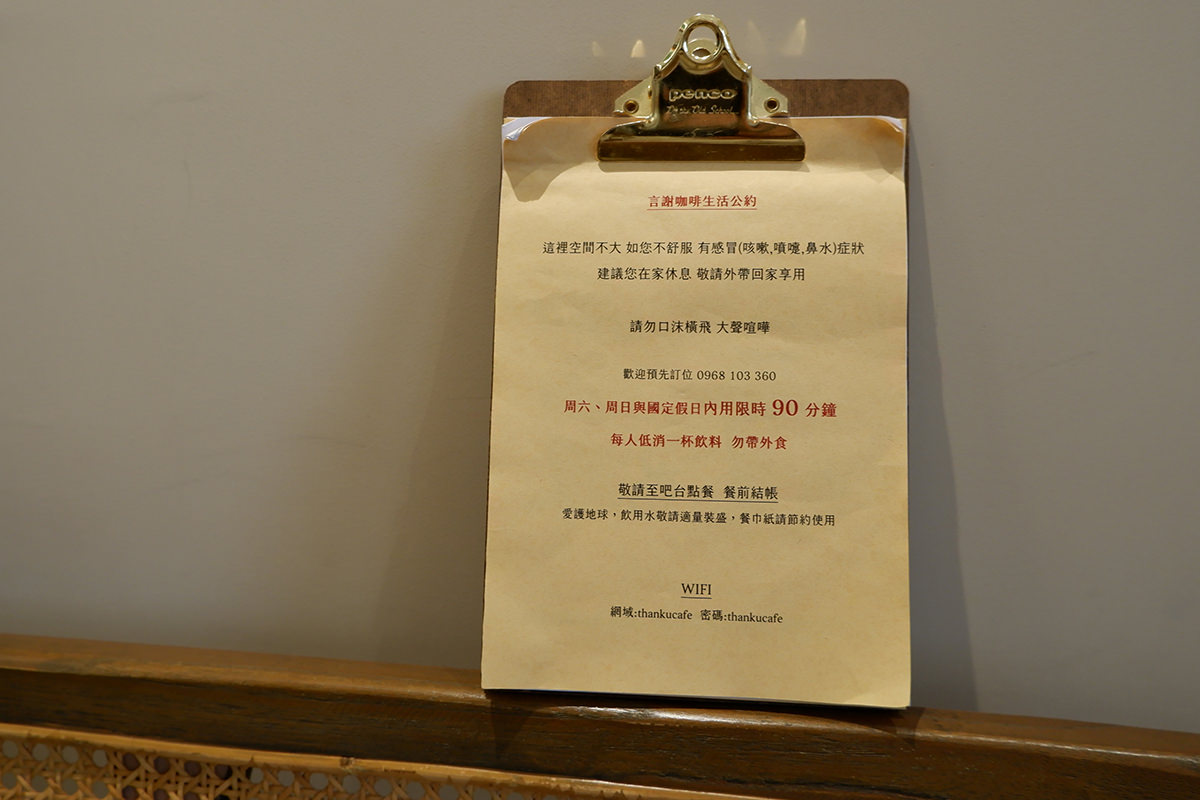 penco
言謝咖啡生活公約
這裡空間不大 如您不舒服 有感冒(咳嗽,噴嚏,鼻水)症狀
建議您在家休息 敬請外帶回家享用
請勿口沫橫飛 大聲喧嘩
歡迎預先訂位 0968 103 360
周六、周日與國定假日內用限時 90 分鐘
每人低消一杯飲料 勿帶外食
敬請至吧台點餐 餐前結帳
愛護地球，飲用水敬請適量裝盛，餐巾紙請節約使用
WIFI
網域:thankucafe 密碼:thankucafe